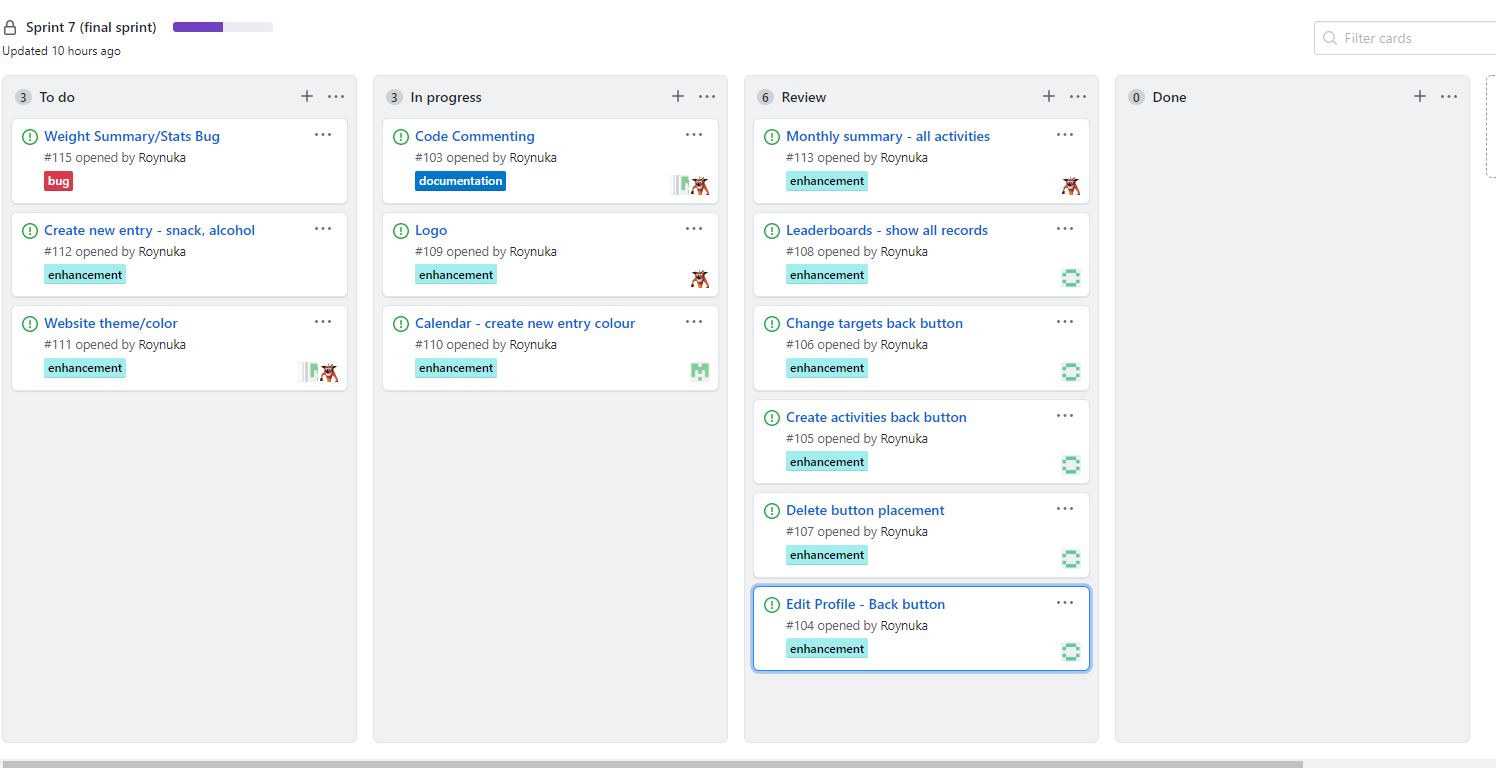 Sprint 7 (final sprint)
Updated 10 hours ago
Filter cards
3 To do
Weight Summary/Stats Bug
#115 opened by Roynuka
bug
Create new entry - snack, alcohol
#112 opened by Roynuka
enhancement
Website theme/color
#111 opened by Roynuka
enhancement
3 In progress
Code Commenting
#103 opened by Roynuka
documentation
Logo
#109 opened by Roynuka
enhancement
Calendar - create new entry colour
#110 opened by Roynuka
enhancement
6 Review
Monthly summary - all activities
#113 opened by Roynuka
enhancement
Leaderboards - show all records
#108 opened by Roynuka
enhancement
Change targets back button
#106 opened by Roynuka
enhancement
Create activities back button
#105 opened by Roynuka
enhancement
Delete button placement
#107 opened by Roynuka
enhancement
Edit Profile - Back button
#104 opened by Roynuka
enhancement
0 Done